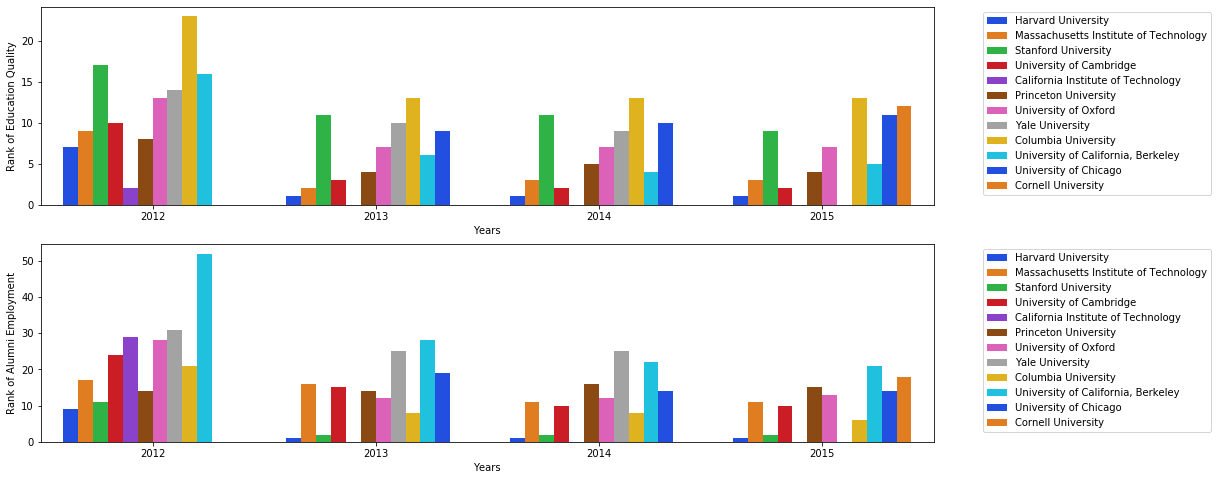 Rank of Education Quality
20
15
10
5
0
2012 2013 2014 2015
Years
Harvard University
Massachusetts Institute of Technology
Stanford University
University of Cambridge
California Institute of Technology
Princeton University
University of Oxford
Yale University
Columbia University
University of California, Berkeley
University of Chicago
Cornell University
Rank of Alumni Employment
50
40
30
20
10
0
2012 2013 2014 2015
Years
Harvard University
Massachusetts Institute of Technology
Stanford University
University of Cambridge
California Institute of Technology
Princeton University
University of Oxford
Yale University
Columbia University
University of California, Berkeley
University of Chicago
Cornell University